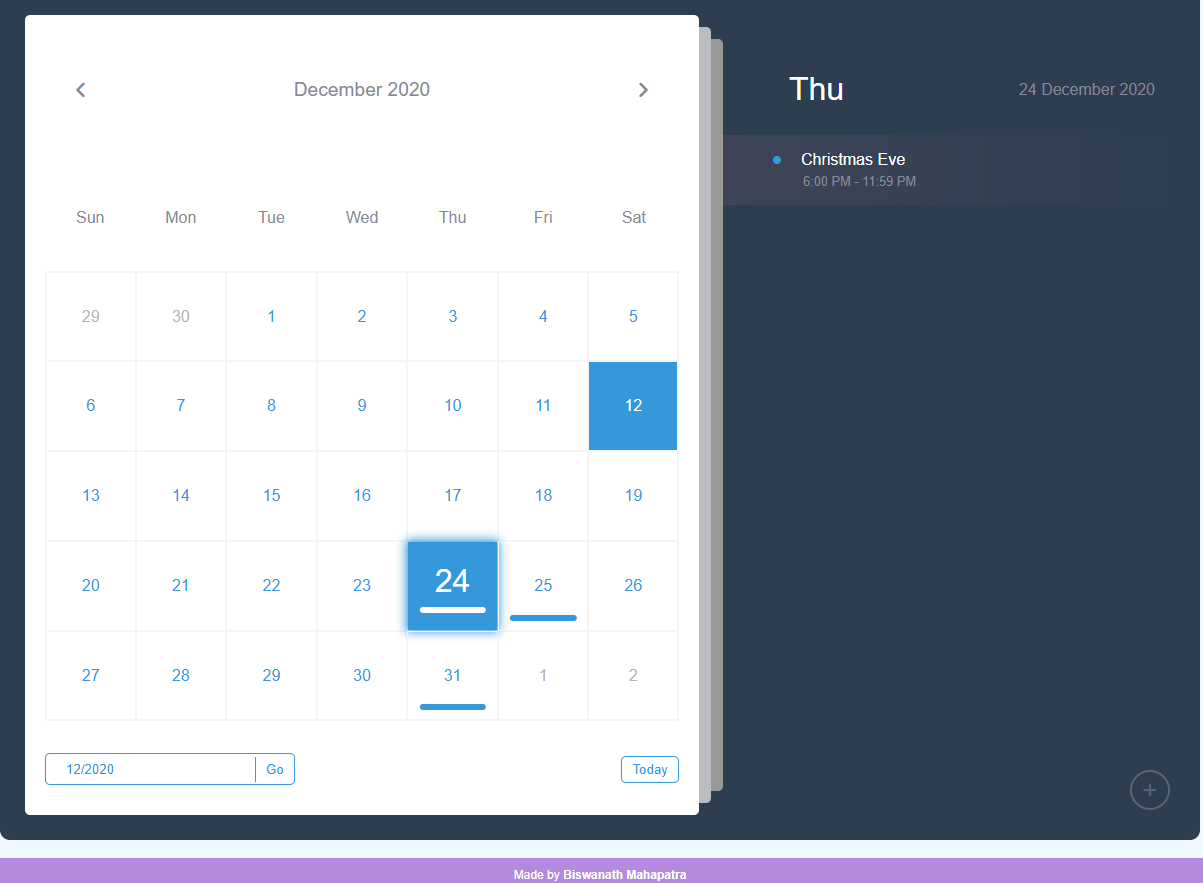 December 2020
Sun Mon Tue Wed Thu Fri Sat
29 30 1 2 3 4 5
6 7 8 9 10 11 12
13 14 15 16 17 18 19
20 21 22 23 24 25 26
27 28 29 30 31 1 2
12/2020 Go Today
Thu 24 December 2020
Christmas Eve
6:00 PM - 11:59 PM
+
Made by Biswanath Mahapatra